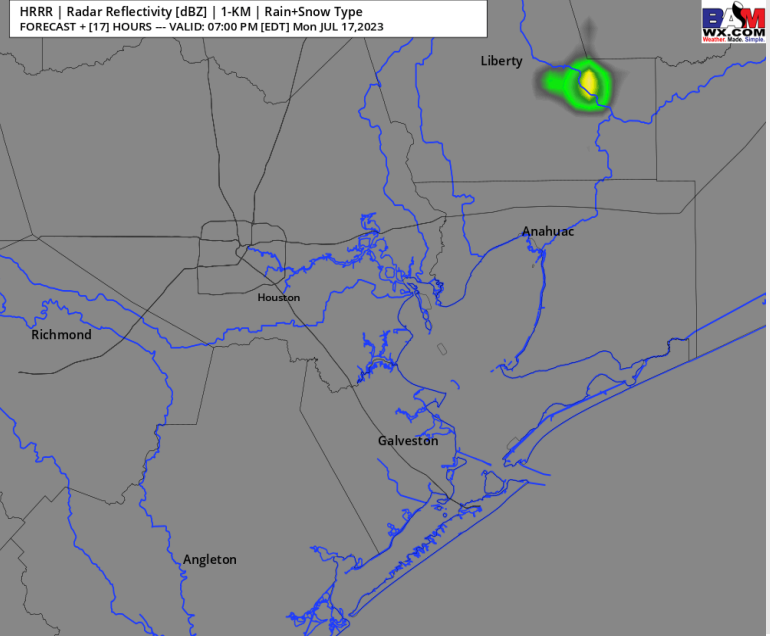 HRRR | Radar Reflectivity [dBZ] | 1-KM | Rain+Snow Type
FORECAST + [17] HOURS --- VALID: 07:00 PM [EDT] Mon JUL 17,2023
BAM
WX.COM
Weather. Made. Simple.
Liberty
Anahuac
Houston
Richmond
Galveston
Angleton